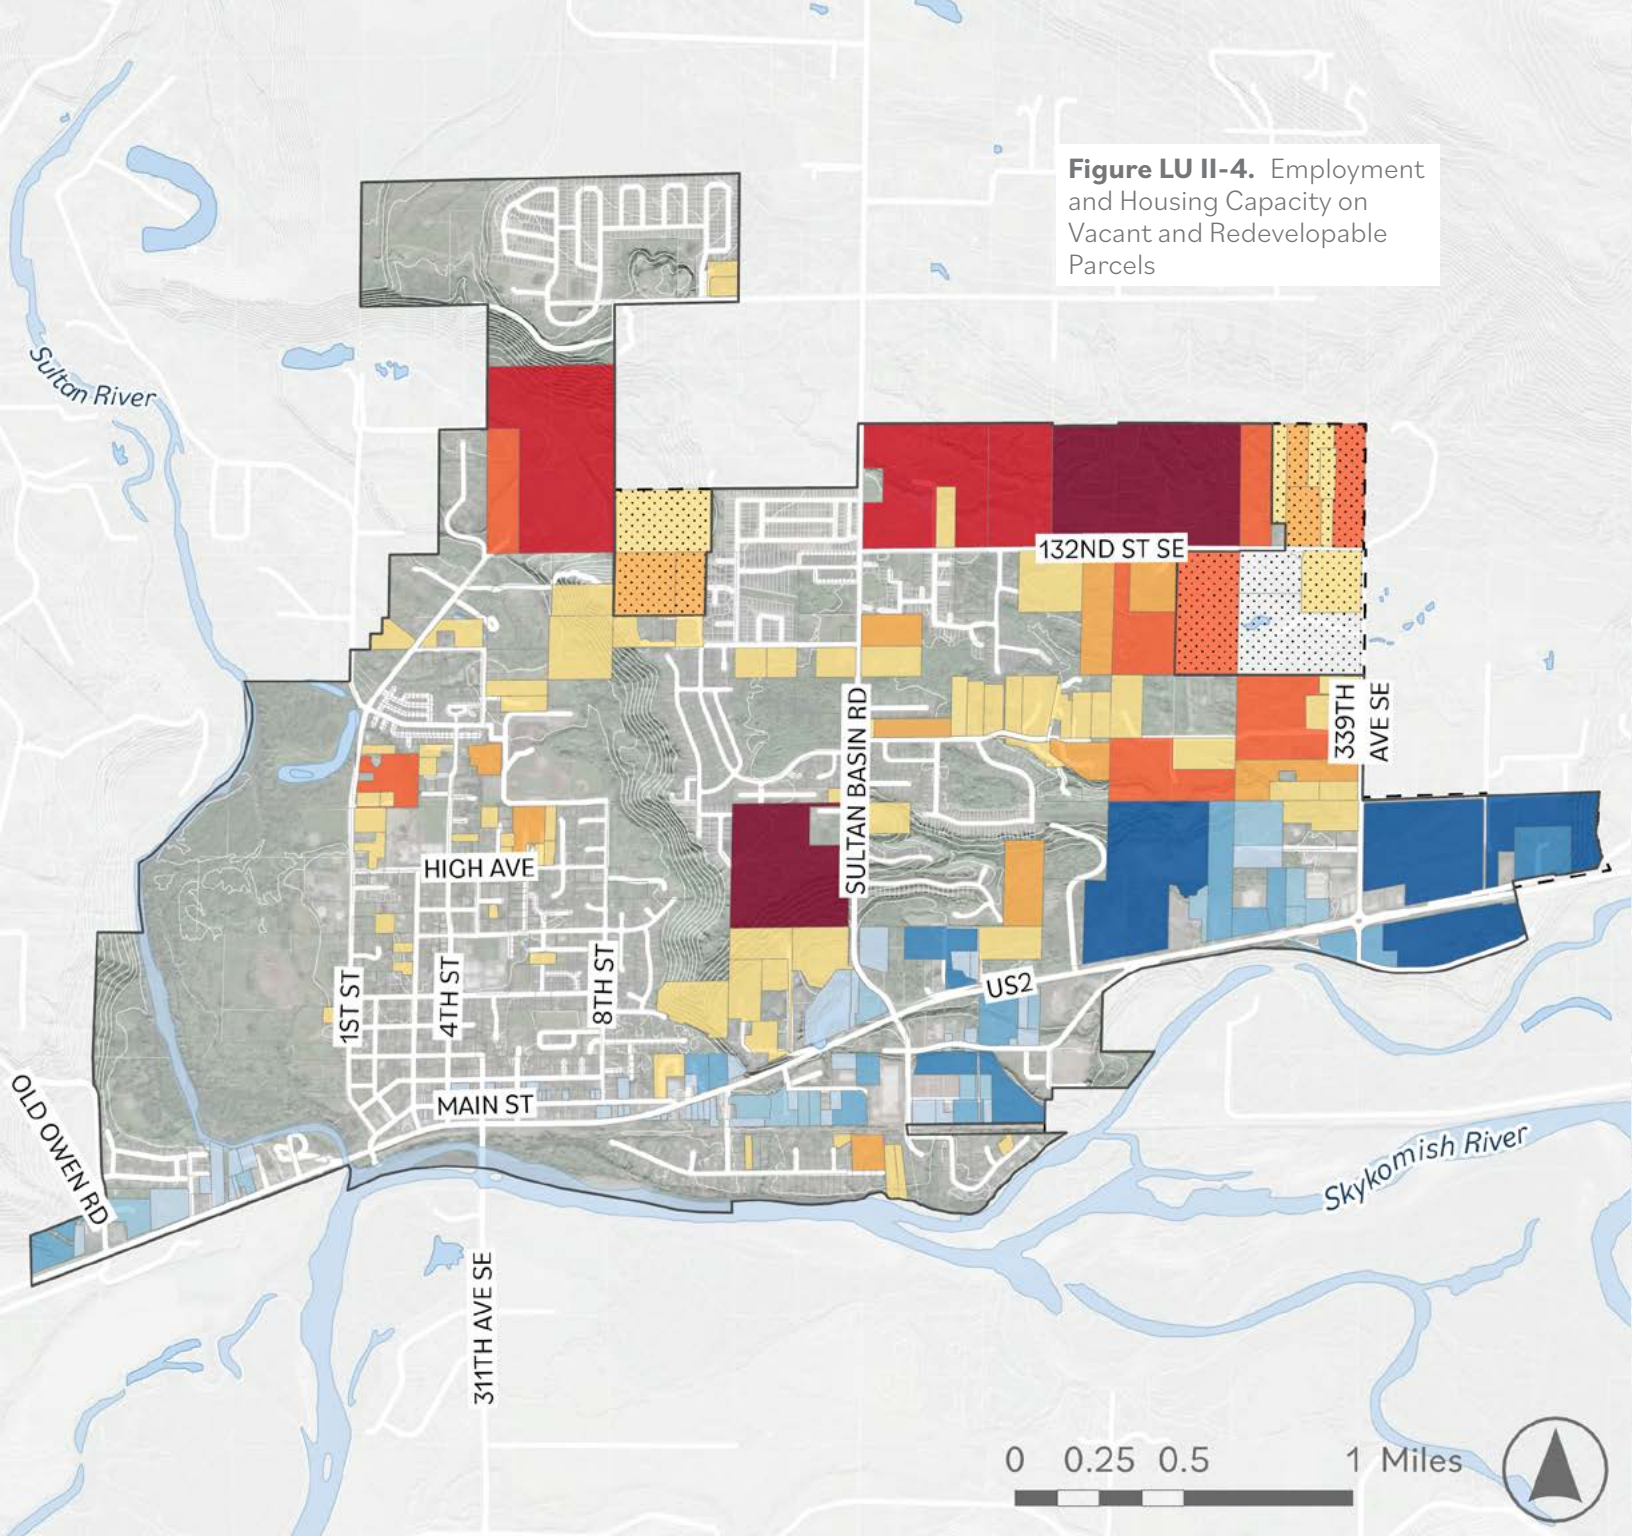 Figure LU II-4. Employment
and Housing Capacity on
Vacant and Redevelopable
Parcels
Sultan River
132ND ST SE
339TH
AVE SE
SULTAN BASIN RD
HIGH AVE
1ST ST
4TH ST
8TH ST
US2
MAIN ST
OLD OWEN RD
Skykomish River
311TH AVE SE
0 0.25 0.5 1 Miles